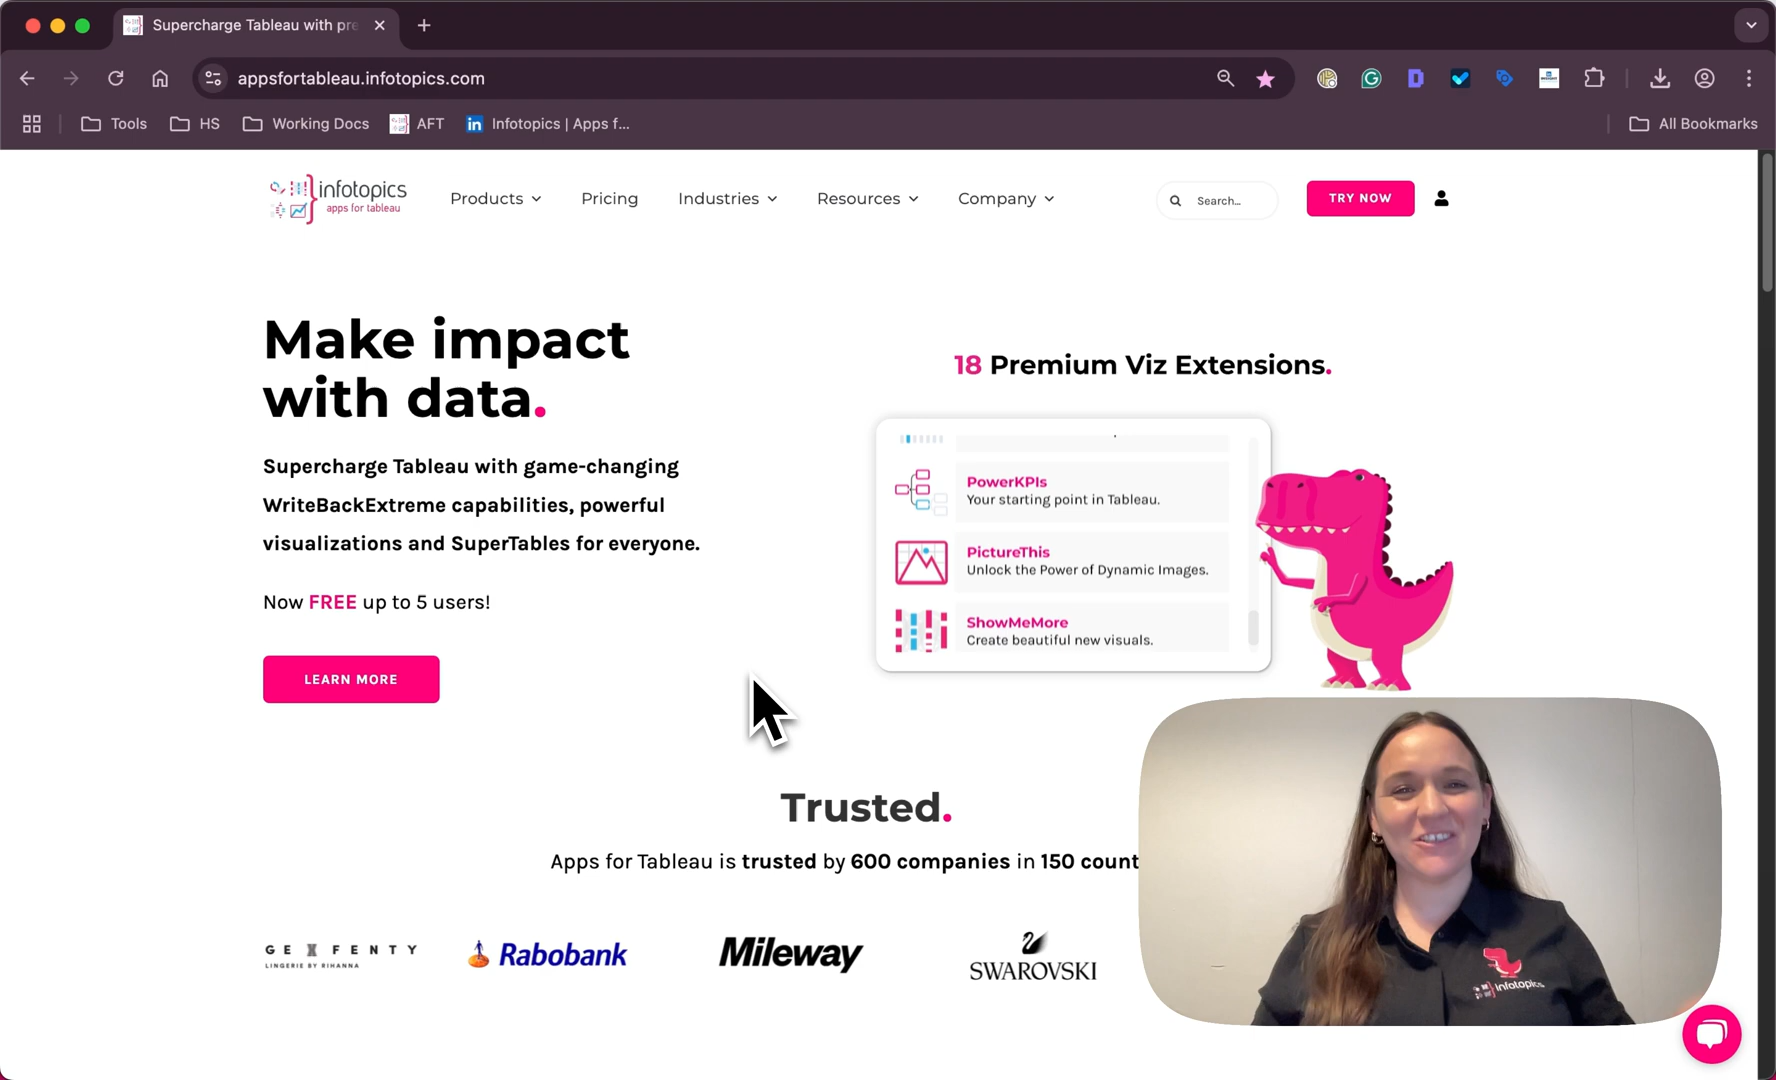 Supercharge Tableau with pre
appsfortableau.infotopics.com
Tools
HS
Working Docs
AFT
Infotopics | Apps f...
All Bookmarks
infotopics
apps for tableau
Products
Pricing
Industries
Resources
Company
Search...
TRY NOW
Make impact
with data.
Supercharge Tableau with game-changing
WriteBackExtreme capabilities, powerful
visualizations and SuperTables for everyone.
Now FREE up to 5 users!
LEARN MORE
18 Premium Viz Extensions.
PowerKPIs
Your starting point in Tableau.
PictureThis
Unlock the Power of Dynamic Images.
ShowMeMore
Create beautiful new visuals.
Trusted.
Apps for Tableau is trusted by 600 companies in 150 count
GE X FENTY
LINGERIE BY RIHANNA
Rabobank
Mileway
SWAROVSKI
infotopics